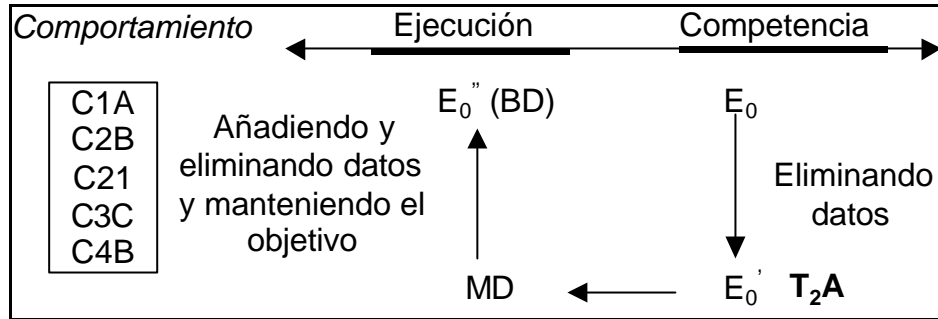 Comportamiento
Ejecución
Competencia
C1A
C2B
C21
C3C
C4B
Añadiendo y
eliminando datos
y manteniendo el
objetivo
E₀” (BD)
MD
E₀
Eliminando
datos
E₀’ T₂A